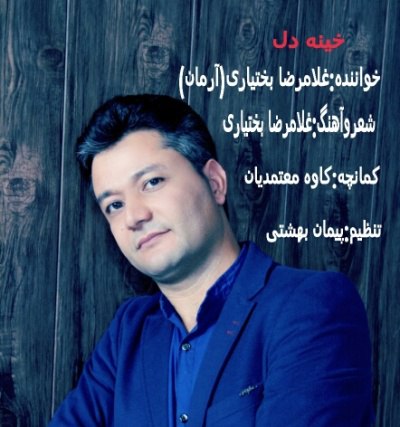 خینه دل
خواننده:غلامرضا بختیاری(آرمان)
شعروآهنگ:غلامرضا بختیاری
کمانچه:کاوه معتمدیان
تنظیم:پیمان بهشتی